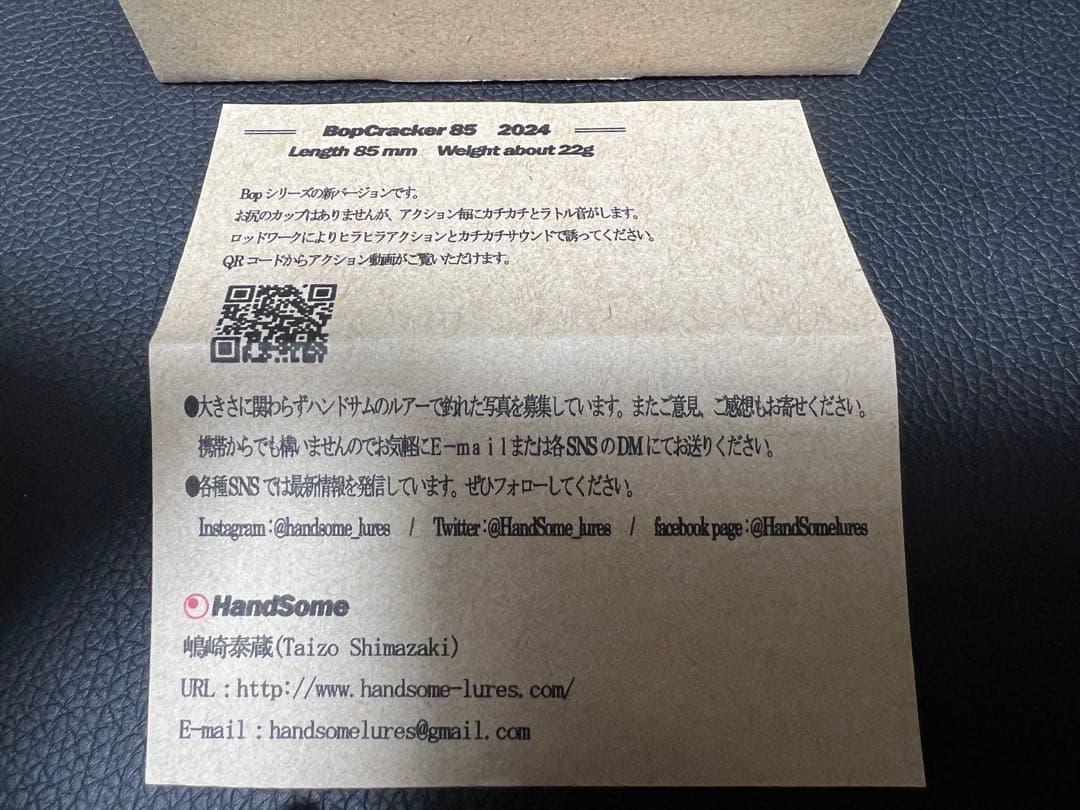 BopCracker 85 2024
Length 85 mm Weight about 22g
Bop シリーズの新バージョンです。
お尻のカップはありませんが、アクション毎にカチカチとラトル音がします。
ロッドワークによりヒラヒラアクションとカチカチサウンドで誘ってください。
QR コードからアクション動画がご覧いただけます。
●大きさに関わらずハンドサムのルアーで釣れた写真を募集しています。またご意見、ご感想もお寄せください。
携帯からでも構いませんのでお気軽にE－ｍａｉｌまたは各SNSのDMにてお送りください。
●各種SNSでは最新情報を発信しています。ぜひフォローしてください。
Instagram:@handsome_lures / Twitter:@HandSome_lures / facebook page:@HandSomelures
HandSome
嶋崎泰蔵(Taizo Shimazaki)
URL：http://www.handsome-lures.com/
E-mail：handsomelures@gmail.com